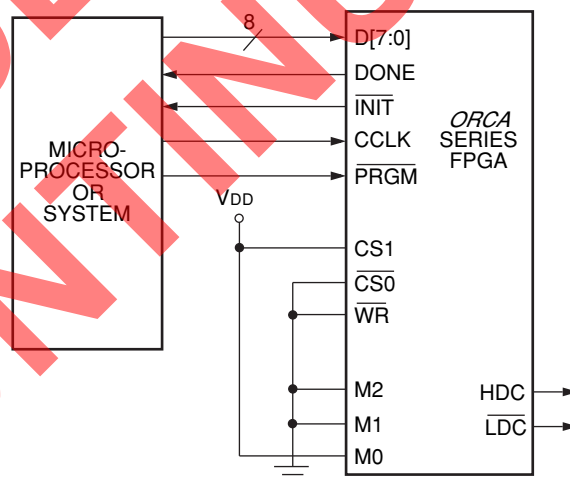 8
D[7:0]
DONE
INIT
CCLK
PRGM
MICRO-
PROCESSOR
OR
SYSTEM
ORCA
SERIES
FPGA
VDD
CS1
CS0
WR
M2
M1
M0
HDC
LDC